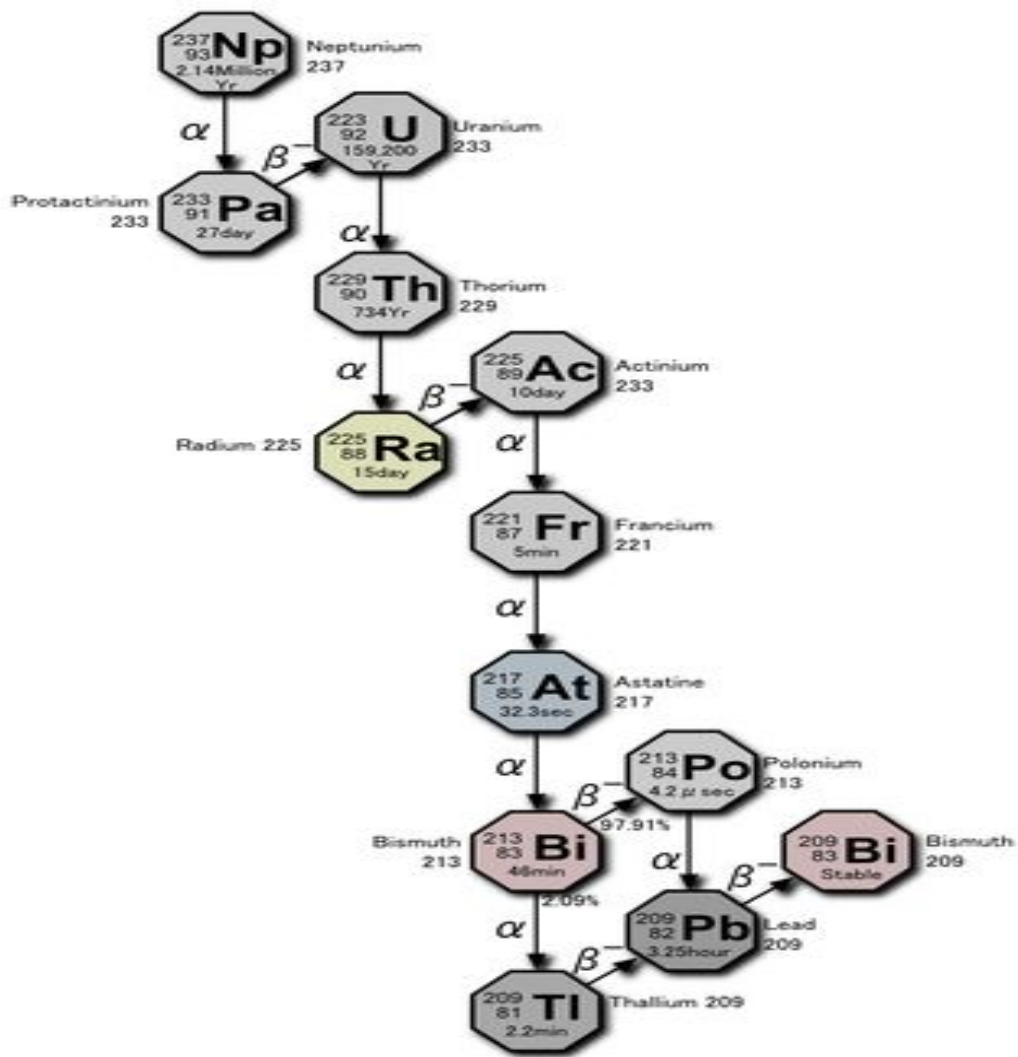 237
93 Np
2.14Million
Yr
Neptunium
237
α
β−
223
92 U
159,200
Yr
Uranium
233
Protactinium
233
233
91 Pa
27day
α
229
90 Th
734Yr
Thorium
229
α
β−
225
89 Ac
10day
Actinium
233
Radium 225
225
88 Ra
15day
α
221
87 Fr
5min
Francium
221
α
217
85 At
32.3sec
Astatine
217
α
β−
97.91%
213
84 Po
4.2μsec
Polonium
213
Bismuth
213
213
83 Bi
46min
2.09%
α
β−
209
83 Bi
Stable
Bismuth
209
α
β−
209
82 Pb
3.25hour
Lead
209
209
81 Tl
2.2min
Thallium 209